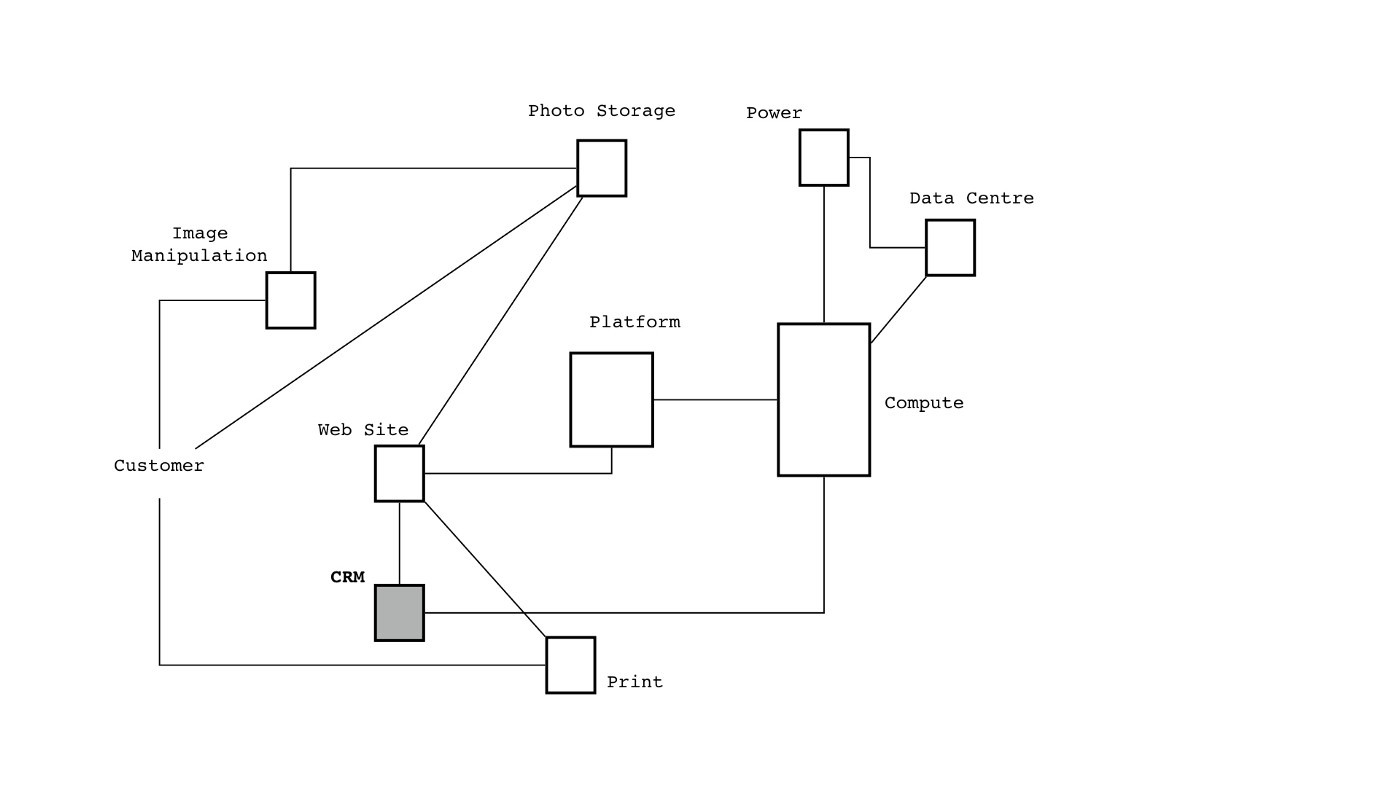 Photo Storage
Power
Data Centre
Image
Manipulation
Platform
Compute
Web Site
Customer
CRM
Print